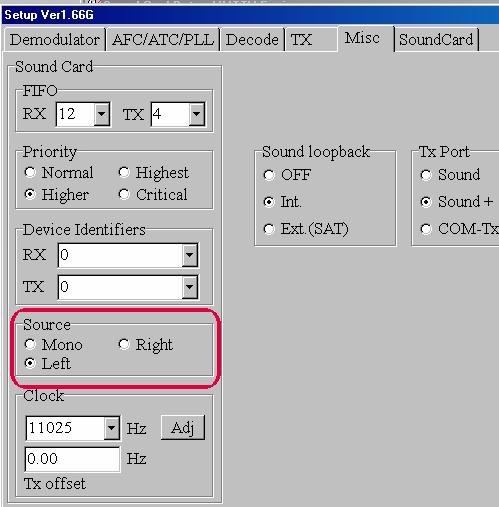 Setup Ver1.66G
Demodulator AFC/ATC/PLL Decode TX Misc SoundCard
Sound Card
FIFO
RX 12 TX 4
Priority
Normal Highest
Higher Critical
Device Identifiers
RX 0
TX 0
Source
Mono Right
Left
Clock
11025 Hz Adj
0.00 Hz
Tx offset
Sound loopback
OFF
Int.
Ext.(SAT)
Tx Port
Sound
Sound +
COM-Tx